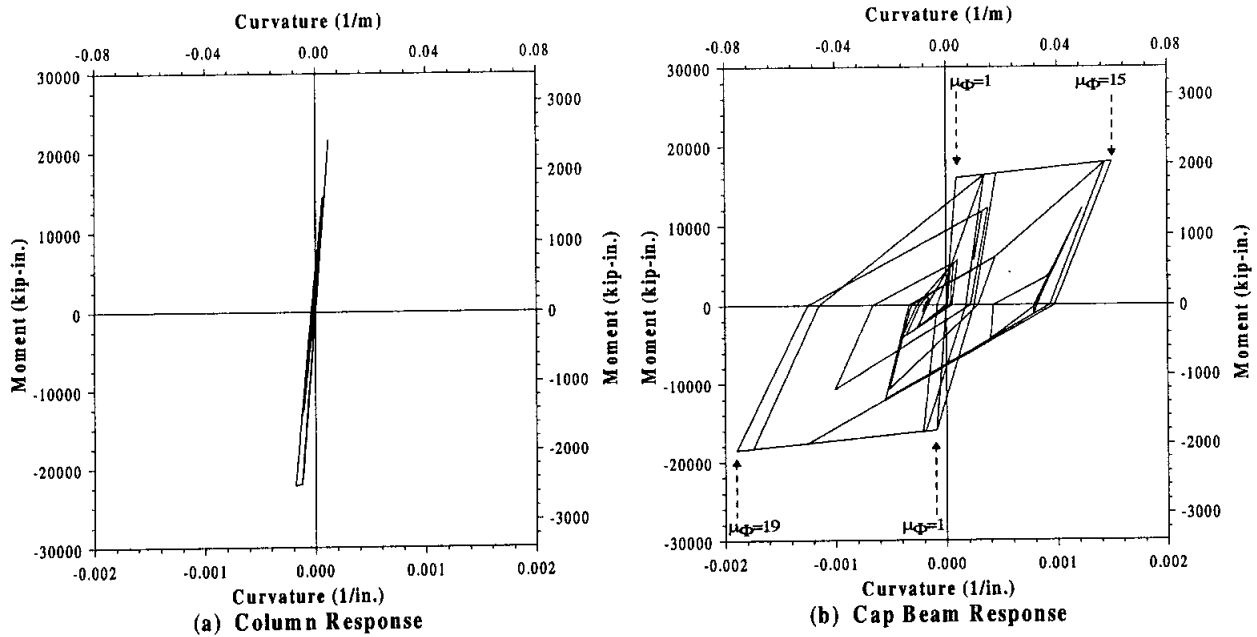 Curvature (1/m)
-0.08 -0.04 0.00 0.04 0.08
30000
20000
10000
0
-10000
-20000
-30000
Moment (kip-in.)
3000
2000
1000
0
-1000
-2000
-3000
Moment (kip-in.)
-0.002 -0.001 0.000 0.001 0.002
Curvature (1/in.)
(a) Column Response
Curvature (1/m)
-0.08 -0.04 0.00 0.04 0.08
30000
20000
10000
0
-10000
-20000
-30000
Moment (kip-in.)
μΦ=1
μΦ=15
μΦ=19
μΦ=1
3000
2000
1000
0
-1000
-2000
-3000
Moment (kip-in.)
-0.002 -0.001 0.000 0.001 0.002
Curvature (1/in.)
(b) Cap Beam Response